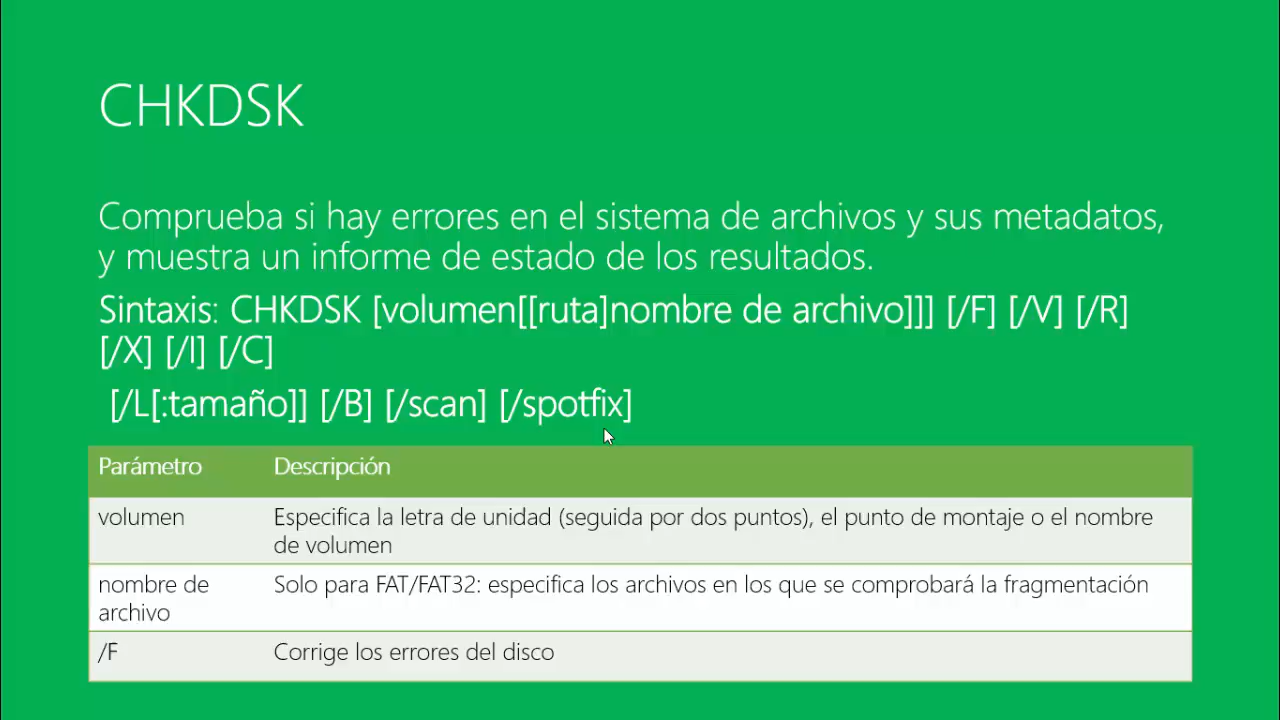 CHKDSK
Comprueba si hay errores en el sistema de archivos y sus metadatos,
y muestra un informe de estado de los resultados.
Sintaxis: CHKDSK [volumen[[ruta]nombre de archivo]]] [/F] [/V] [/R]
[/X] [/I] [/C]
[/L[:tamaño]] [/B] [/scan] [/spotfix]
Parámetro Descripción
volumen Especifica la letra de unidad (seguida por dos puntos), el punto de montaje o el nombre
de volumen
nombre de Solo para FAT/FAT32: especifica los archivos en los que se comprobará la fragmentación
archivo
/F Corrige los errores del disco